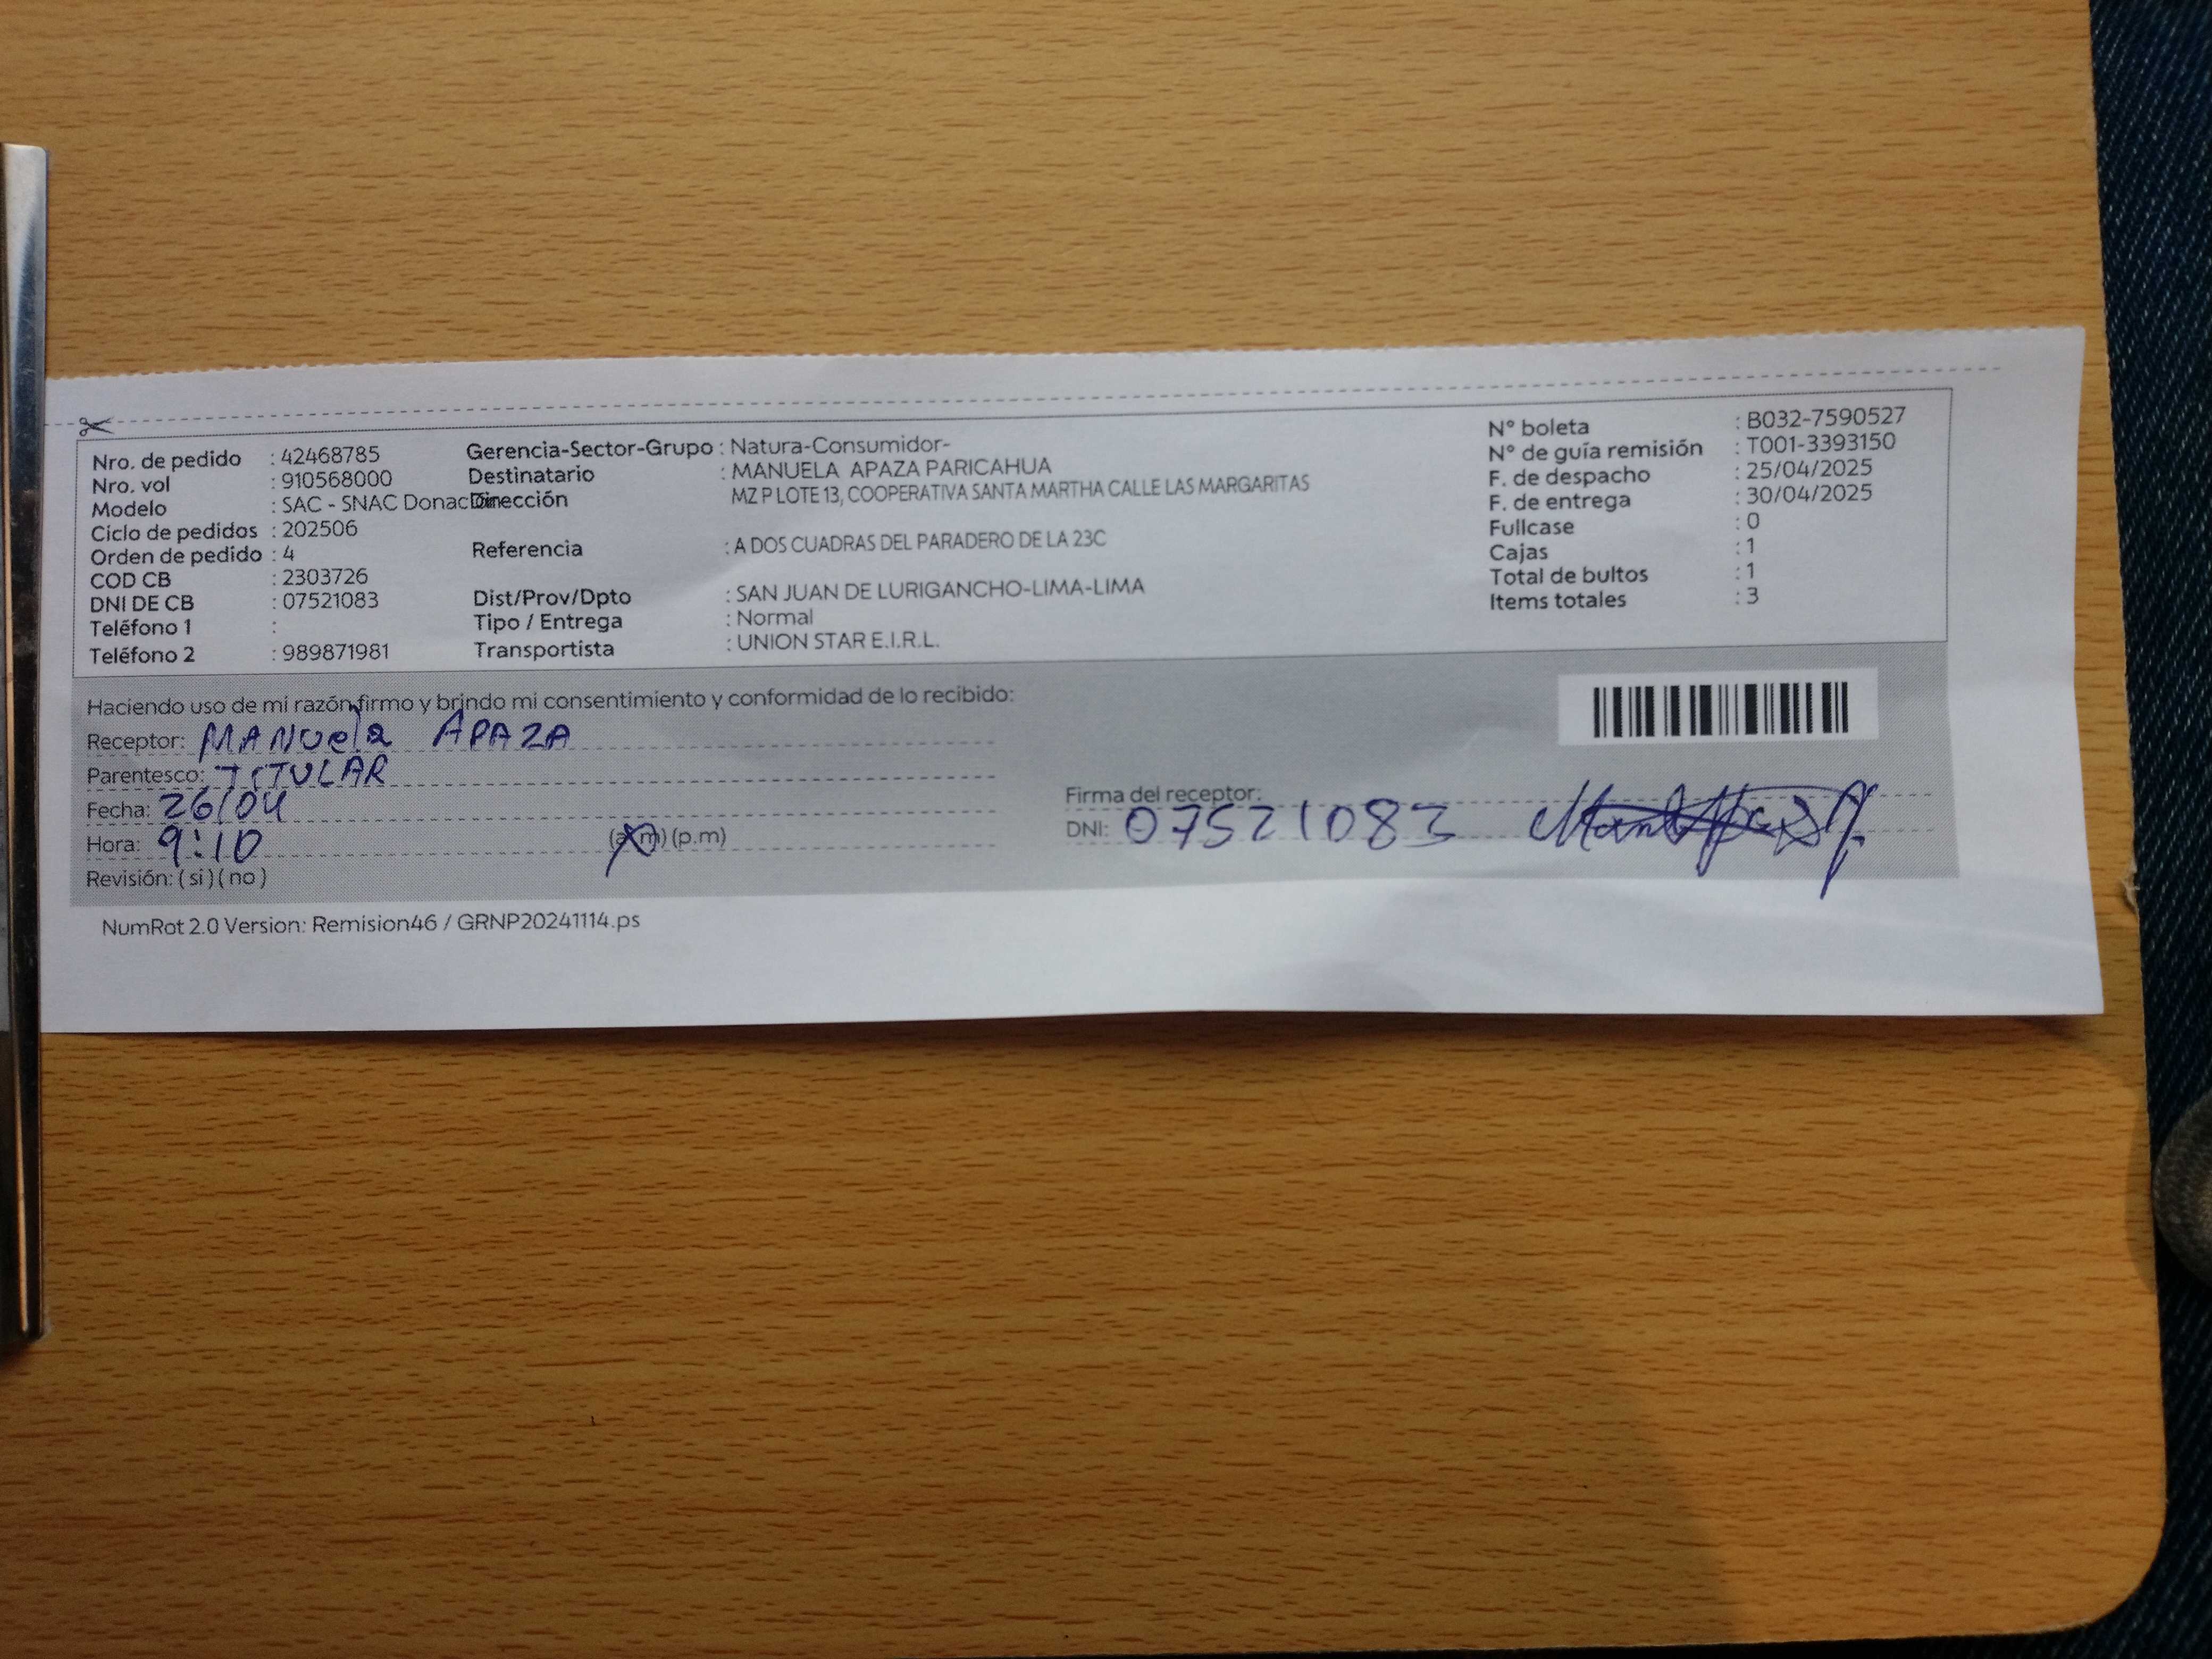 Nro. de pedido : 42468785
Nro. vol : 910568000
Modelo : SAC - SNAC Donac
Ciclo de pedidos : 202506
Orden de pedido : 4
COD CB : 2303726
DNI DE CB : 07521083
Teléfono 1 :
Teléfono 2 : 989871981
Gerencia-Sector-Grupo : Natura-Consumidor-
Destinatario : MANUELA APAZA PARICAHUA
Dirección MZ P LOTE 13, COOPERATIVA SANTA MARTHA CALLE LAS MARGARITAS
Referencia : A DOS CUADRAS DEL PARADERO DE LA 23C
Dist/Prov/Dpto : SAN JUAN DE LURIGANCHO-LIMA-LIMA
Tipo / Entrega : Normal
Transportista : UNION STAR E.I.R.L.
N° boleta : B032-7590527
N° de guía remisión : T001-3393150
F. de despacho : 25/04/2025
F. de entrega : 30/04/2025
Fullcase : 0
Cajas : 1
Total de bultos : 1
Items totales : 3
Haciendo uso de mi razón firmo y brindo mi consentimiento y conformidad de lo recibido:
Receptor: MANUela APAZA
Parentesco: TITULAR
Fecha: 26/04
Hora: 9:10 (a.m) (p.m)
Revisión: ( si ) ( no )
Firma del receptor:
DNI: 07521083
NumRot 2.0 Version: Remision46 / GRNP20241114.ps